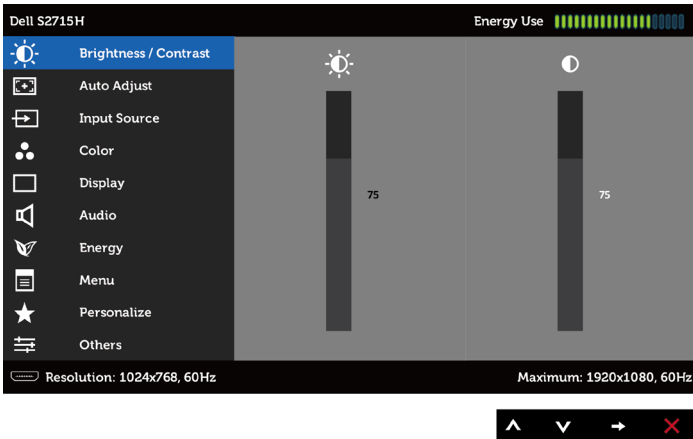 Dell S2715H
Energy Use
Brightness / Contrast
Auto Adjust
Input Source
Color
Display
Audio
Energy
Menu
Personalize
Others
75
75
Resolution: 1024x768, 60Hz
Maximum: 1920x1080, 60Hz